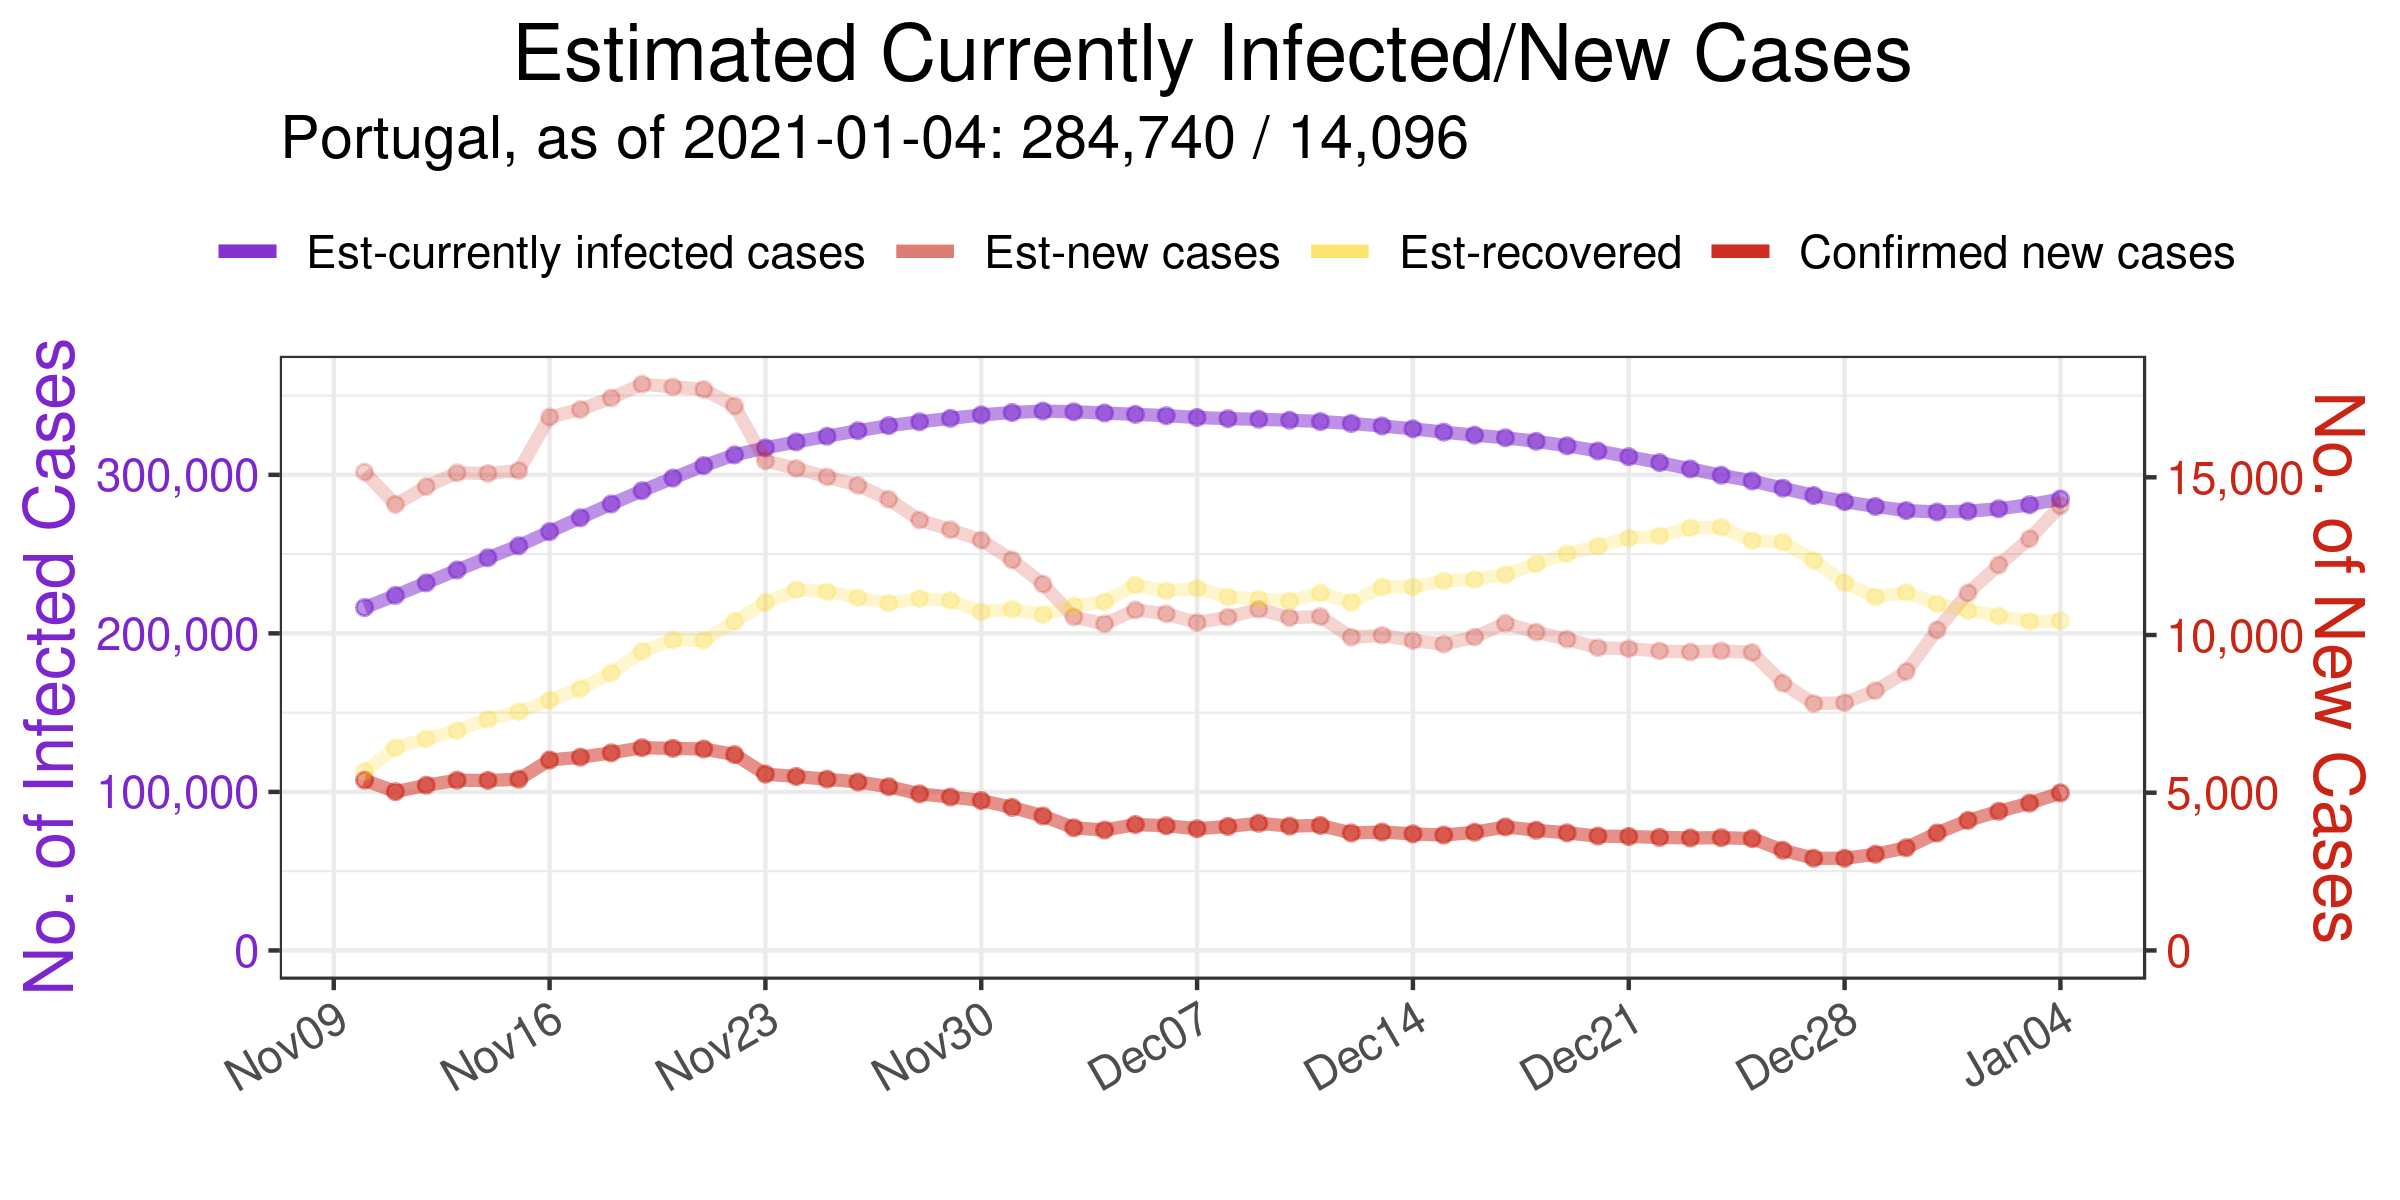 Estimated Currently Infected/New Cases
Portugal, as of 2021-01-04: 284,740 / 14,096
Est-currently infected cases Est-new cases Est-recovered Confirmed new cases
No. of Infected Cases
300,000
200,000
100,000
0
15,000
10,000
5,000
0
No. of New Cases
Nov09 Nov16 Nov23 Nov30 Dec07 Dec14 Dec21 Dec28 Jan04